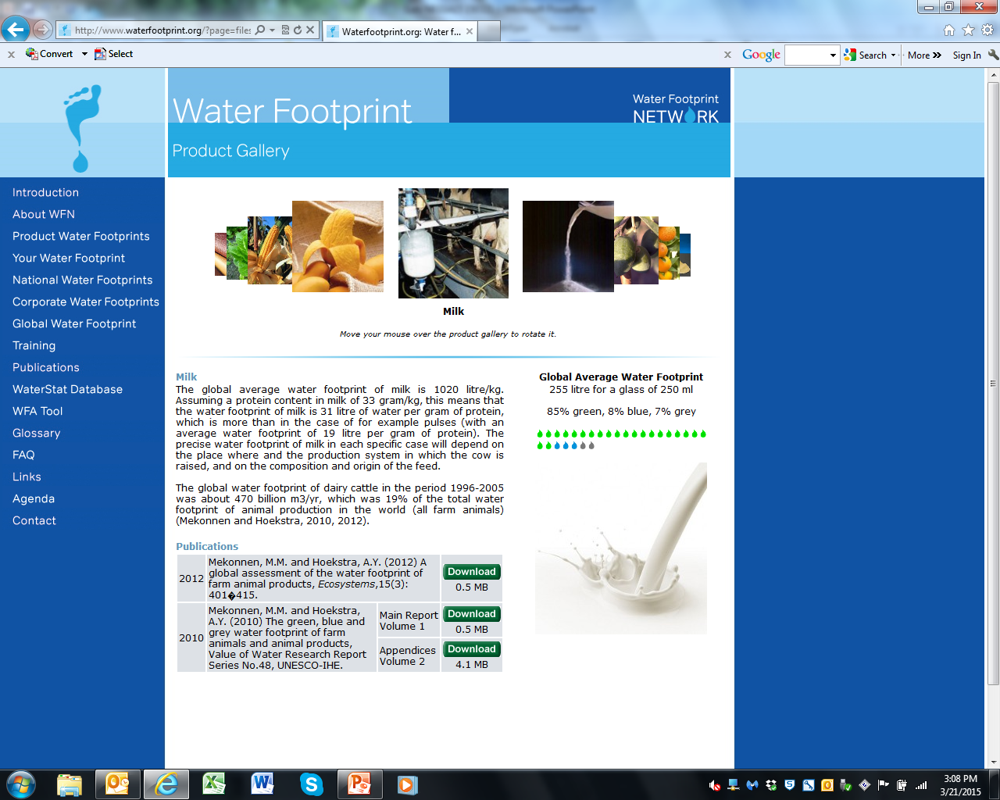 http://www.waterfootprint.org/?page=files
Waterfootprint.org: Water f...
Convert
Select
Google
Search
More
Sign In
Water Footprint
Water Footprint
NETWORK
Product Gallery
Introduction
About WFN
Product Water Footprints
Your Water Footprint
National Water Footprints
Corporate Water Footprints
Global Water Footprint
Training
Publications
WaterStat Database
WFA Tool
Glossary
FAQ
Links
Agenda
Contact
Milk
Move your mouse over the product gallery to rotate it.
Milk
The global average water footprint of milk is 1020 litre/kg.
Assuming a protein content in milk of 33 gram/kg, this means that
the water footprint of milk is 31 litre of water per gram of protein,
which is more than in the case of for example pulses (with an
average water footprint of 19 litre per gram of protein). The
precise water footprint of milk in each specific case will depend on
the place where and the production system in which the cow is
raised, and on the composition and origin of the feed.
The global water footprint of dairy cattle in the period 1996-2005
was about 470 billion m3/yr, which was 19% of the total water
footprint of animal production in the world (all farm animals)
(Mekonnen and Hoekstra, 2010, 2012).
Global Average Water Footprint
255 litre for a glass of 250 ml
85% green, 8% blue, 7% grey
Publications
2012
Mekonnen, M.M. and Hoekstra, A.Y. (2012) A
global assessment of the water footprint of
farm animal products, Ecosystems,15(3):
401�415.
Download
0.5 MB
2010
Mekonnen, M.M. and Hoekstra,
A.Y. (2010) The green, blue and
grey water footprint of farm
animals and animal products,
Value of Water Research Report
Series No.48, UNESCO-IHE.
Main Report
Volume 1
Download
0.5 MB
Appendices
Volume 2
Download
4.1 MB
3:08 PM
3/21/2015